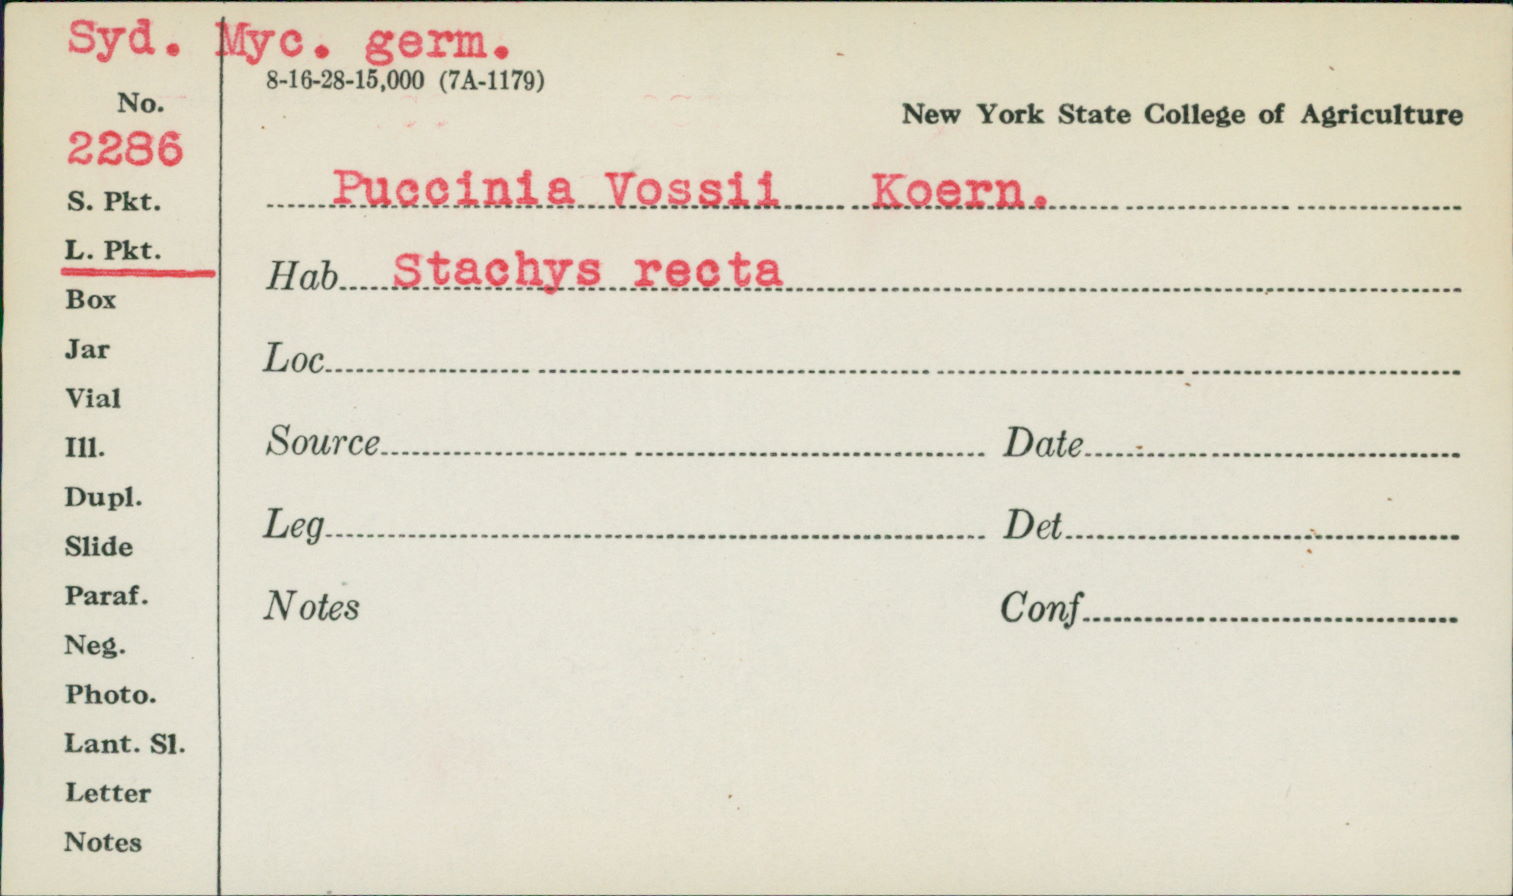 Syd. Myc. germ.
8-16-28-15,000 (7A-1179)
No.
New York State College of Agriculture
2286
Puccinia Vossii Koern.
S. Pkt.
L. Pkt.
Hab Stachys recta
Box
Jar
Loc
Vial
Ill.
Source Date
Dupl.
Leg Det
Slide
Paraf.
Notes Conf
Neg.
Photo.
Lant. Sl.
Letter
Notes